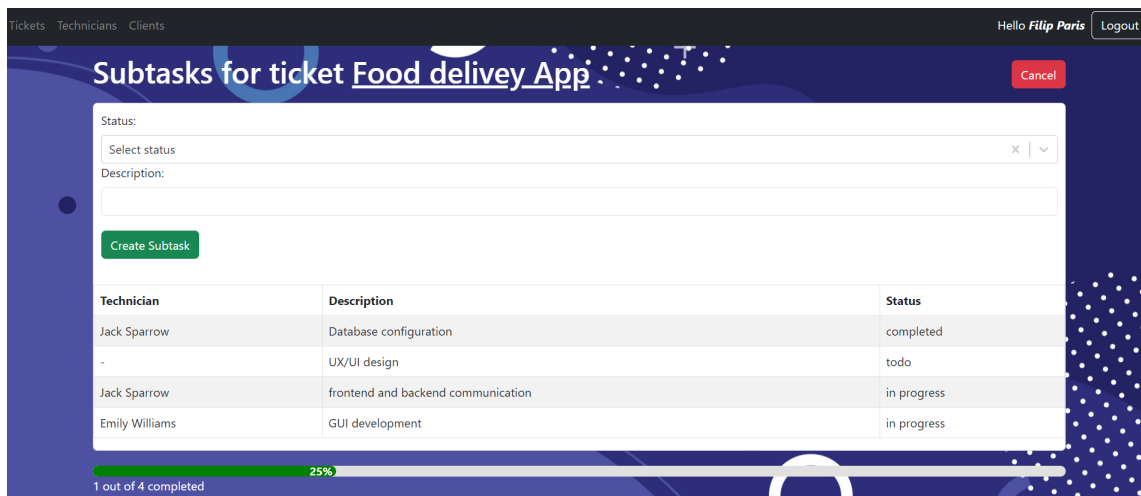 Tickets Technicians Clients Hello Filip Paris Logout
Subtasks for ticket Food delivey App Cancel
Status:
Select status
Description:
Create Subtask
Technician Description Status
Jack Sparrow Database configuration completed
- UX/UI design todo
Jack Sparrow frontend and backend communication in progress
Emily Williams GUI development in progress
25%
1 out of 4 completed